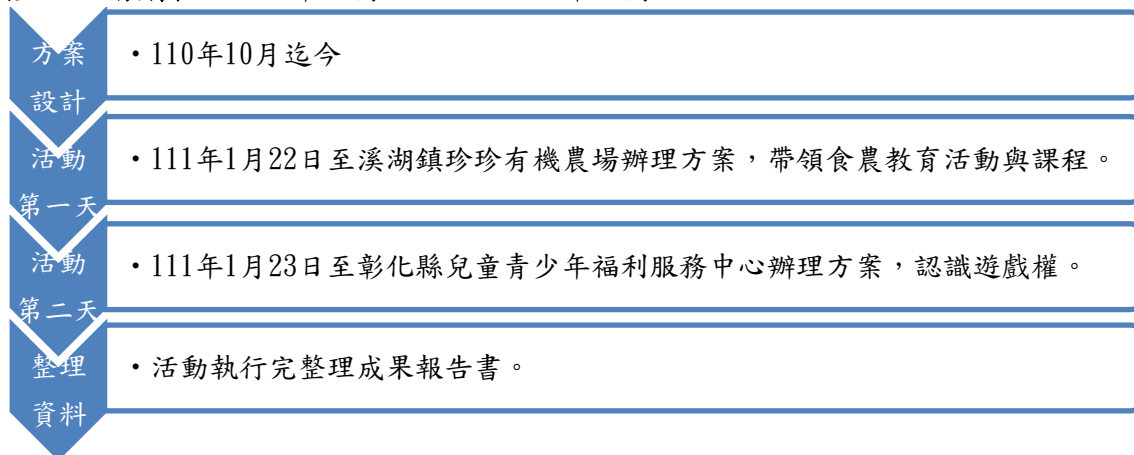 方案
設計
・110年10月迄今
活動
第一天
・111年1月22日至溪湖鎮珍珍有機農場辦理方案，帶領食農教育活動與課程。
活動
第二天
・111年1月23日至彰化縣兒童青少年福利服務中心辦理方案，認識遊戲權。
整理
資料
・活動執行完整理成果報告書。